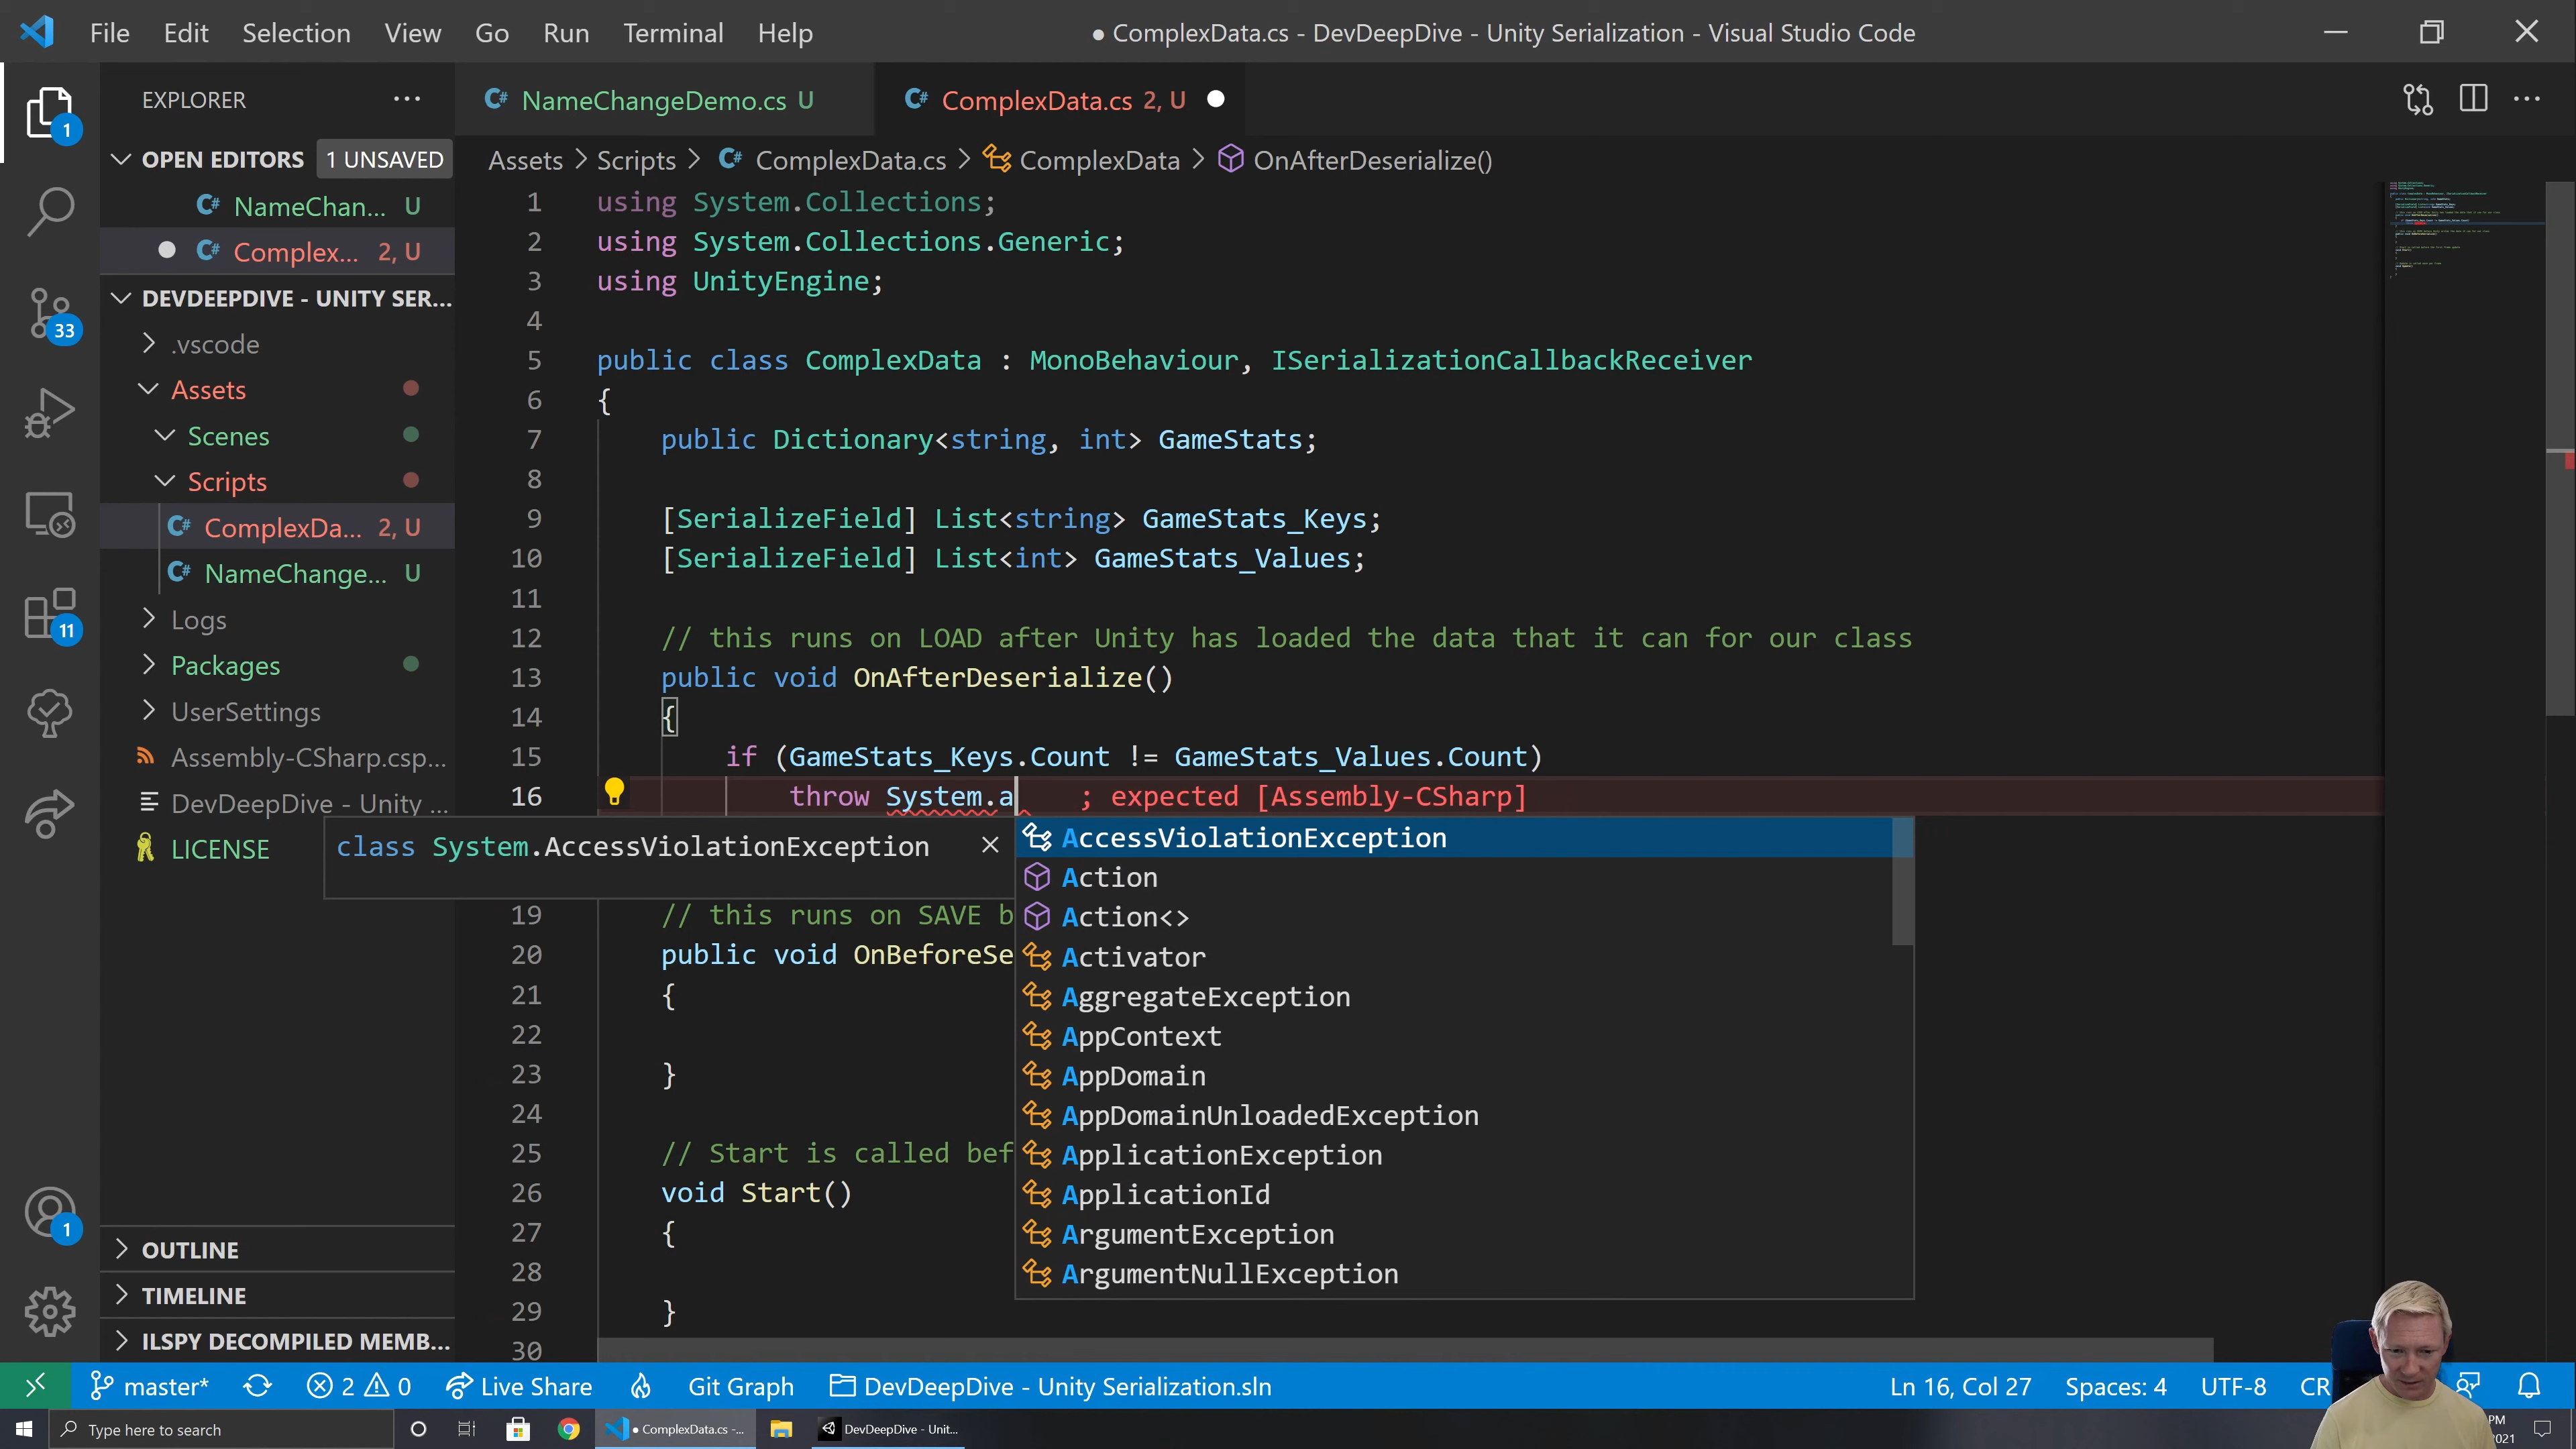 File Edit Selection View Go Run Terminal Help
● ComplexData.cs - DevDeepDive - Unity Serialization - Visual Studio Code
EXPLORER
OPEN EDITORS 1 UNSAVED
NameChan... U
Complex... 2, U
DEVDEEPDIVE - UNITY SER...
.vscode
Assets
Scenes
Scripts
ComplexDa... 2, U
NameChange... U
Logs
Packages
UserSettings
Assembly-CSharp.csp...
DevDeepDive - Unity ...
LICENSE
OUTLINE
TIMELINE
ILSPY DECOMPILED MEMB...
1
33
11
1
NameChangeDemo.cs U
ComplexData.cs 2, U
Assets > Scripts > ComplexData.cs > ComplexData > OnAfterDeserialize()
1 using System.Collections;
2 using System.Collections.Generic;
3 using UnityEngine;
4
5 public class ComplexData : MonoBehaviour, ISerializationCallbackReceiver
6 {
7 public Dictionary<string, int> GameStats;
8
9 [SerializeField] List<string> GameStats_Keys;
10 [SerializeField] List<int> GameStats_Values;
11
12 // this runs on LOAD after Unity has loaded the data that it can for our class
13 public void OnAfterDeserialize()
14 {
15 if (GameStats_Keys.Count != GameStats_Values.Count)
16 throw System.a ; expected [Assembly-CSharp]
class System.AccessViolationException
AccessViolationException
Action
Action<>
Activator
AggregateException
AppContext
AppDomain
AppDomainUnloadedException
ApplicationException
ApplicationId
ArgumentException
ArgumentNullException
19 // this runs on SAVE b
20 public void OnBeforeSe
21 {
22
23 }
24
25 // Start is called bef
26 void Start()
27 {
28
29 }
30
master* 2 0 Live Share Git Graph DevDeepDive - Unity Serialization.sln
Ln 16, Col 27 Spaces: 4 UTF-8 CR
Type here to search
● ComplexData.cs -...
DevDeepDive - Unit...
PM
2021